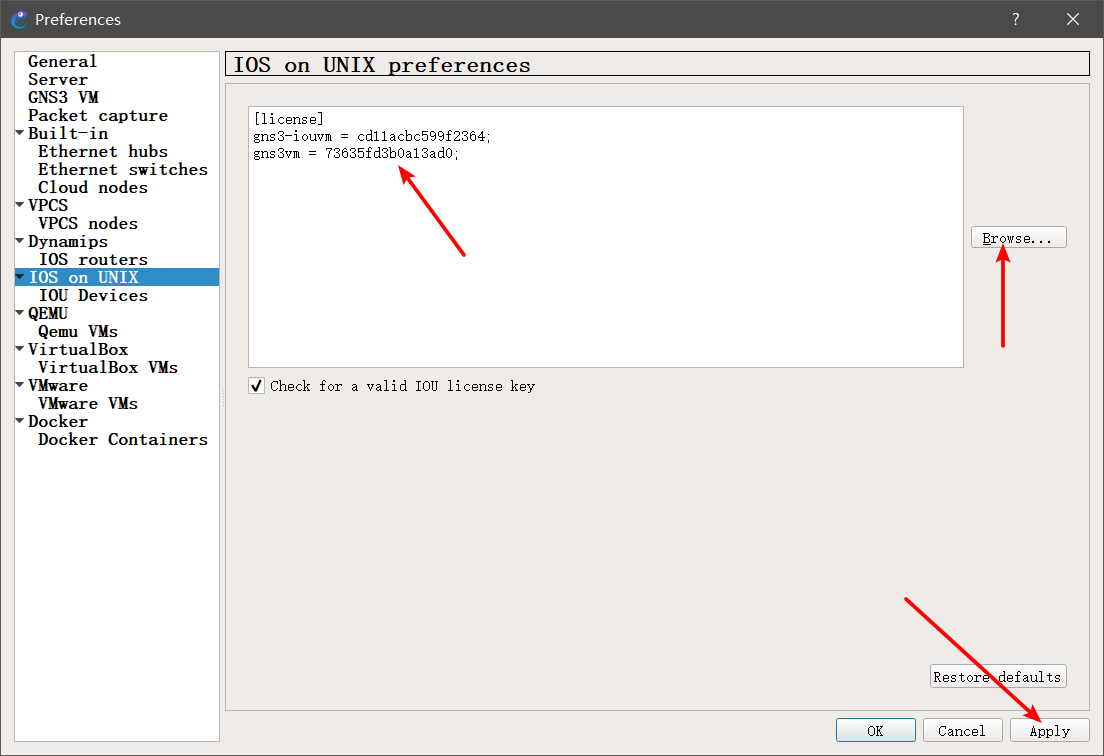 Preferences
?
General
Server
GNS3 VM
Packet capture
Built-in
Ethernet hubs
Ethernet switches
Cloud nodes
VPCS
VPCS nodes
Dynamips
IOS routers
IOS on UNIX
IOU Devices
QEMU
Qemu VMs
VirtualBox
VirtualBox VMs
VMware
VMware VMs
Docker
Docker Containers
IOS on UNIX preferences
[license]
gns3-iouvm = cd11acbc599f2364;
gns3vm = 73635fd3b0a13ad0;
Browse...
Check for a valid IOU license key
Restore defaults
OK
Cancel
Apply